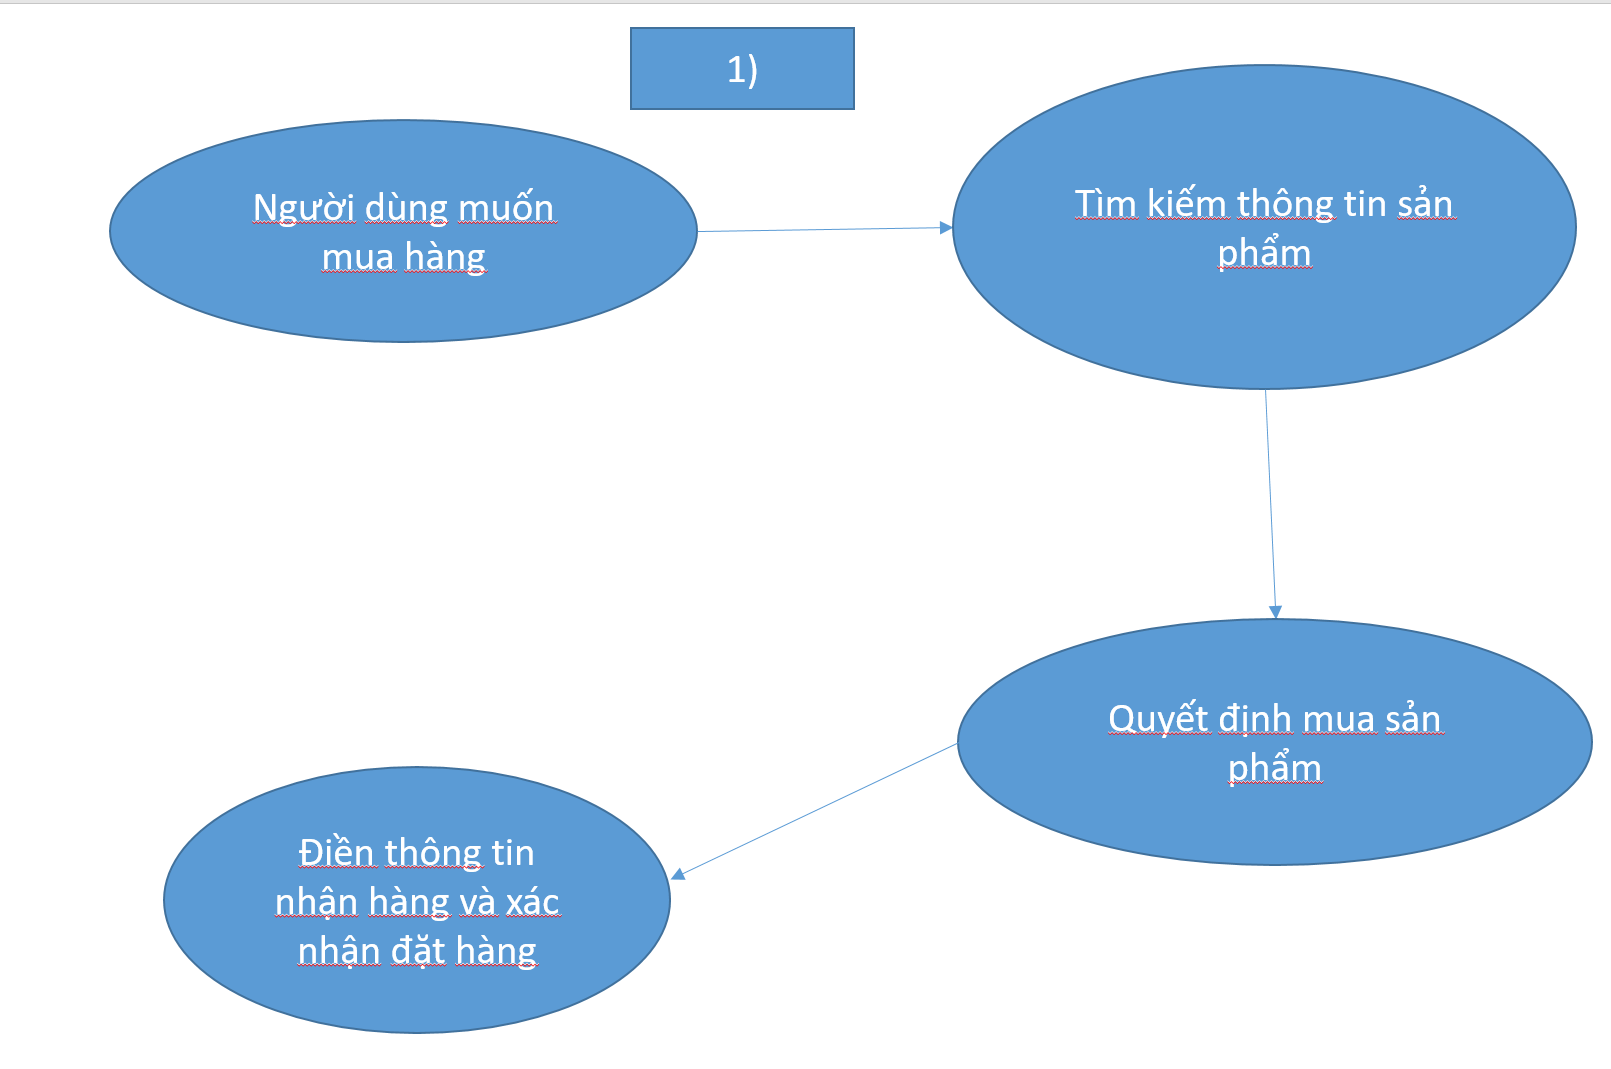 1)
Người dùng muốn
mua hàng
Tìm kiếm thông tin sản
phẩm
Quyết định mua sản
phẩm
Điền thông tin
nhận hàng và xác
nhận đặt hàng